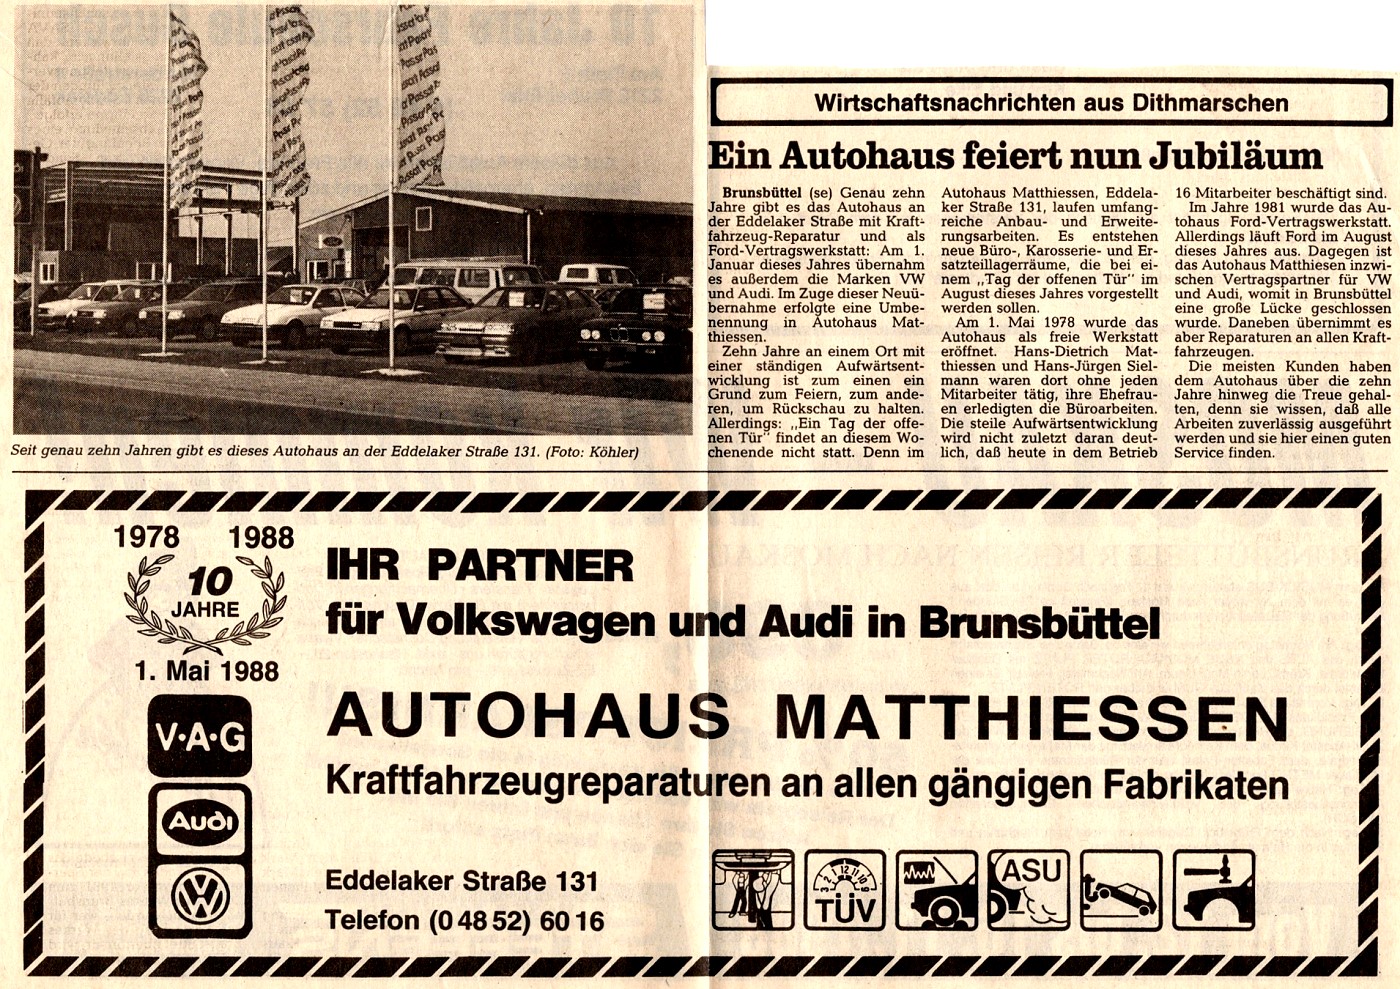 Passat Passat Passat
Seit genau zehn Jahren gibt es dieses Autohaus an der Eddelaker Straße 131. (Foto: Köhler)
Wirtschaftsnachrichten aus Dithmarschen
Ein Autohaus feiert nun Jubiläum
Brunsbüttel (se) Genau zehn
Jahre gibt es das Autohaus an
der Eddelaker Straße mit Kraft-
fahrzeug-Reparatur und als
Ford-Vertragswerkstatt: Am 1.
Januar dieses Jahres übernahm
es außerdem die Marken VW
und Audi. Im Zuge dieser Neuü-
bernahme erfolgte eine Umbe-
nennung in Autohaus Mat-
thiessen.
Zehn Jahre an einem Ort mit
einer ständigen Aufwärtsent-
wicklung ist zum einen ein
Grund zum Feiern, zum ande-
ren, um Rückschau zu halten.
Allerdings: „Ein Tag der offe-
nen Tür" findet an diesem Wo-
chenende nicht statt. Denn im
Autohaus Matthiessen, Eddela-
ker Straße 131, laufen umfang-
reiche Anbau- und Erweite-
rungsarbeiten. Es entstehen
neue Büro-, Karosserie- und Er-
satzteillagerräume, die bei ei-
nem „Tag der offenen Tür" im
August dieses Jahres vorgestellt
werden sollen.
Am 1. Mai 1978 wurde das
Autohaus als freie Werkstatt
eröffnet. Hans-Dietrich Mat-
thiessen und Hans-Jürgen Siel-
mann waren dort ohne jeden
Mitarbeiter tätig, ihre Ehefrau-
en erledigten die Büroarbeiten.
Die steile Aufwärtsentwicklung
wird nicht zuletzt daran deut-
lich, daß heute in dem Betrieb
16 Mitarbeiter beschäftigt sind.
Im Jahre 1981 wurde das Au-
tohaus Ford-Vertragswerkstatt.
Allerdings läuft Ford im August
dieses Jahres aus. Dagegen ist
das Autohaus Matthiesen inzwi-
schen Vertragspartner für VW
und Audi, womit in Brunsbüttel
eine große Lücke geschlossen
wurde. Daneben übernimmt es
aber Reparaturen an allen Kraft-
fahrzeugen.
Die meisten Kunden haben
dem Autohaus über die zehn
Jahre hinweg die Treue gehal-
ten, denn sie wissen, daß alle
Arbeiten zuverlässig ausgeführt
werden und sie hier einen guten
Service finden.
1978 1988
10
JAHRE
1. Mai 1988
V·A·G
Audi
VW
IHR PARTNER
für Volkswagen und Audi in Brunsbüttel
AUTOHAUS MATTHIESSEN
Kraftfahrzeugreparaturen an allen gängigen Fabrikaten
Eddelaker Straße 131
Telefon (0 48 52) 60 16
3 2 1 12 11 10 9
TÜV
ASU